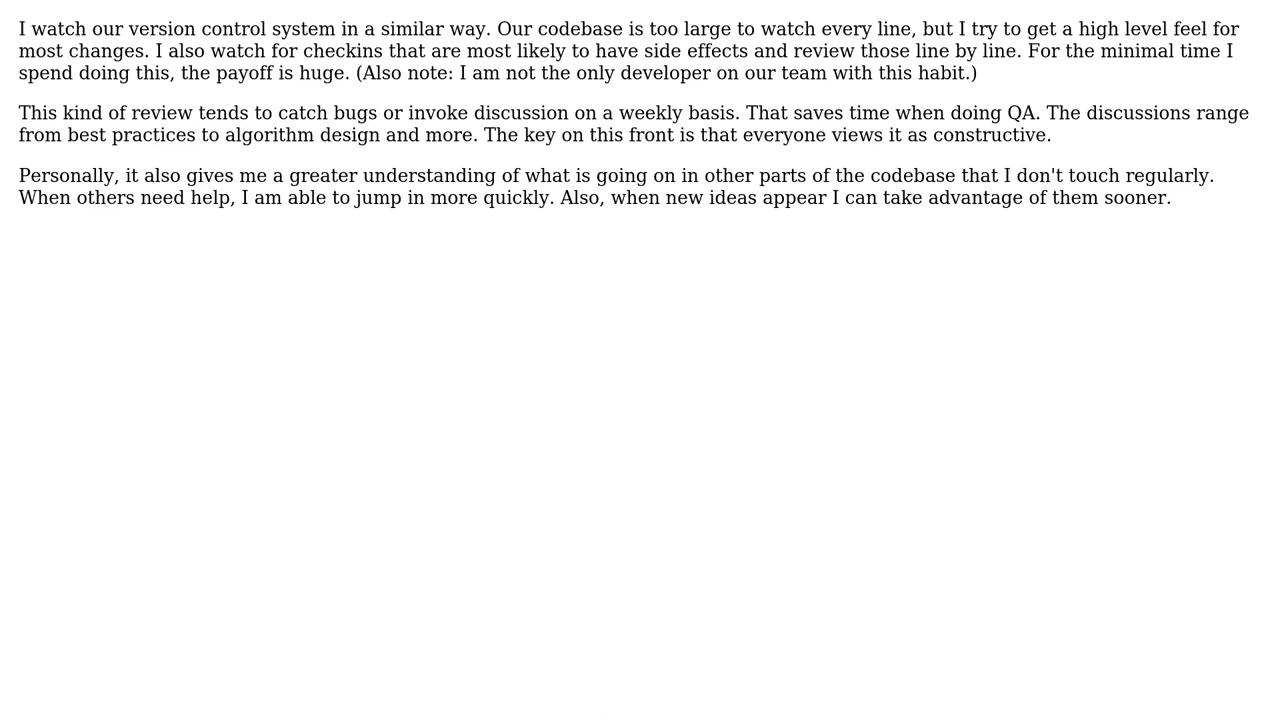 I watch our version control system in a similar way. Our codebase is too large to watch every line, but I try to get a high level feel for
most changes. I also watch for checkins that are most likely to have side effects and review those line by line. For the minimal time I
spend doing this, the payoff is huge. (Also note: I am not the only developer on our team with this habit.)
This kind of review tends to catch bugs or invoke discussion on a weekly basis. That saves time when doing QA. The discussions range
from best practices to algorithm design and more. The key on this front is that everyone views it as constructive.
Personally, it also gives me a greater understanding of what is going on in other parts of the codebase that I don't touch regularly.
When others need help, I am able to jump in more quickly. Also, when new ideas appear I can take advantage of them sooner.